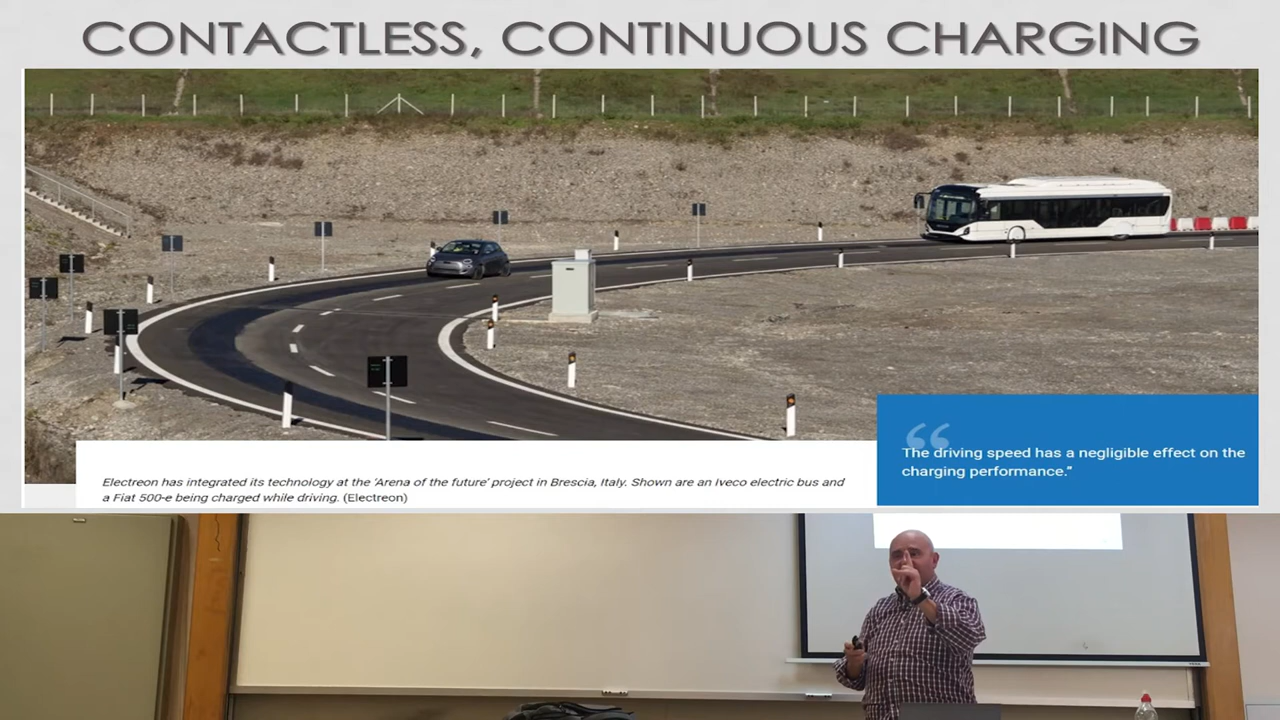 CONTACTLESS, CONTINUOUS CHARGING
“
The driving speed has a negligible effect on the
charging performance.”
Electreon has integrated its technology at the ‘Arena of the future’ project in Brescia, Italy. Shown are an Iveco electric bus and
a Fiat 500-e being charged while driving. (Electreon)